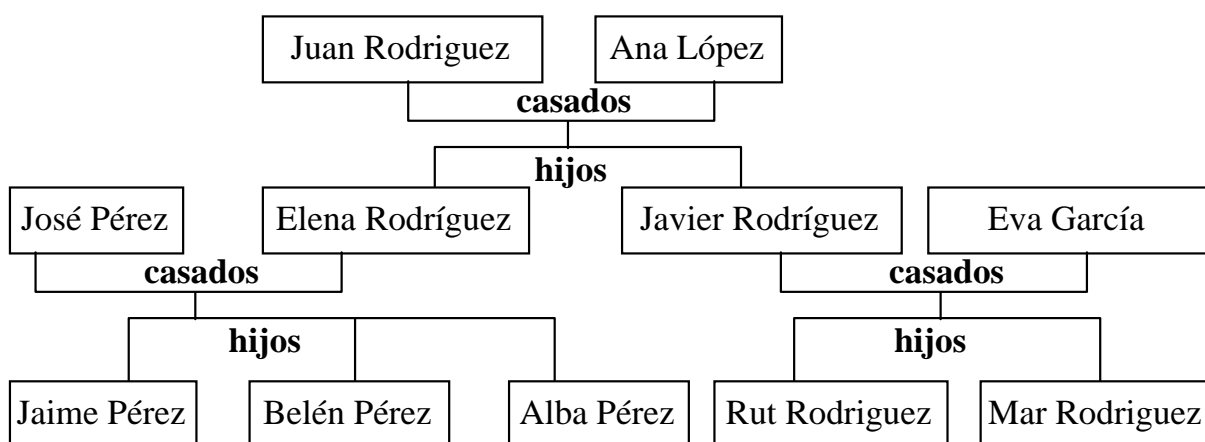 Juan Rodriguez Ana López
casados
hijos
José Pérez Elena Rodríguez Javier Rodríguez Eva García
casados casados
hijos hijos
Jaime Pérez Belén Pérez Alba Pérez Rut Rodriguez Mar Rodriguez